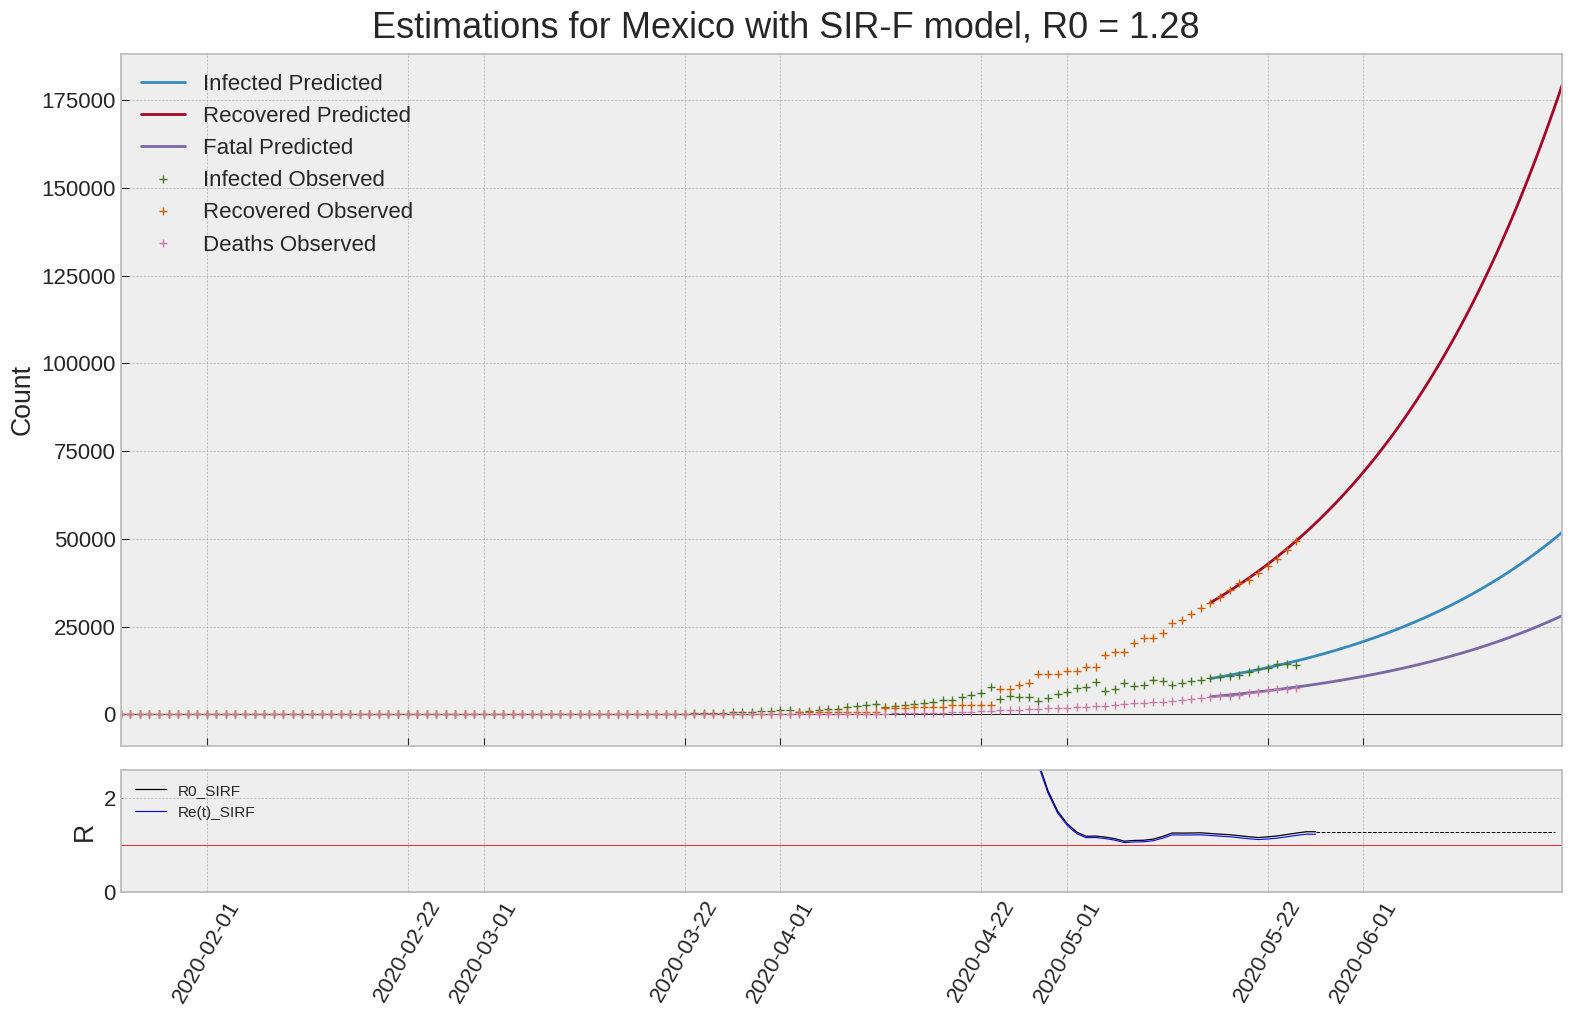 Estimations for Mexico with SIR-F model, R0 = 1.28
Infected Predicted
Recovered Predicted
Fatal Predicted
Infected Observed
Recovered Observed
Deaths Observed
Count
175000
150000
125000
100000
75000
50000
25000
0
R0_SIRF
Re(t)_SIRF
R
2
0
2020-02-01
2020-02-22
2020-03-01
2020-03-22
2020-04-01
2020-04-22
2020-05-01
2020-05-22
2020-06-01